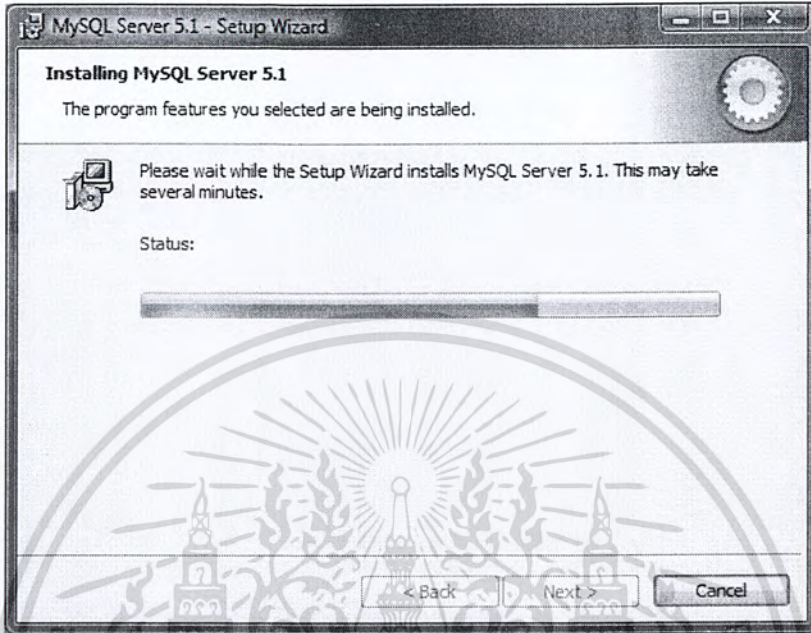 MySQL Server 5.1 - Setup Wizard
Installing MySQL Server 5.1
The program features you selected are being installed.
Please wait while the Setup Wizard installs MySQL Server 5.1. This may take
several minutes.
Status:
< Back Next > Cancel